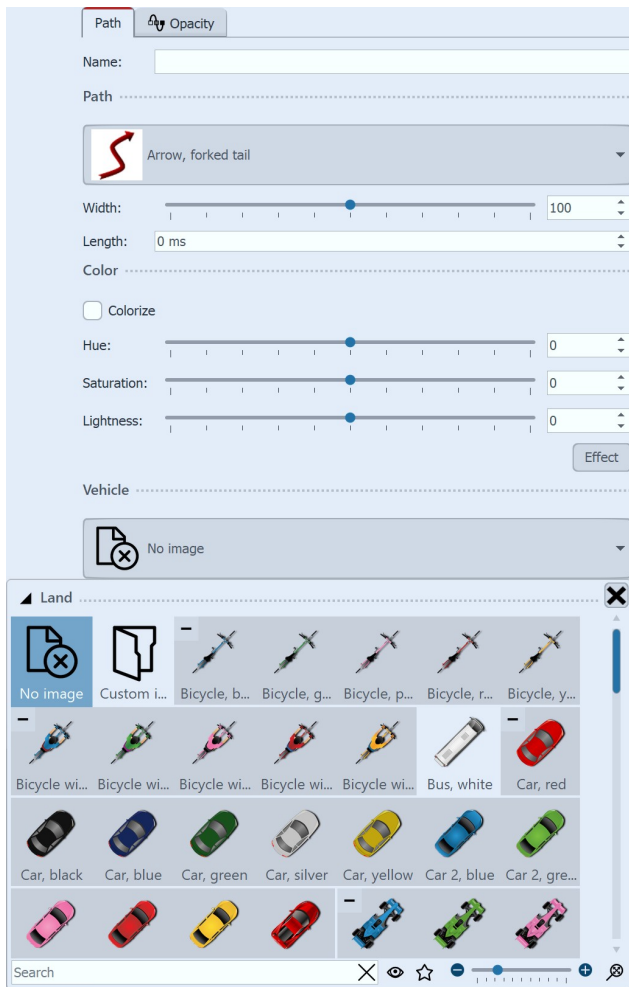 Path Opacity
Name:
Path
Arrow, forked tail
Width: 100
Length: 0 ms
Color
Colorize
Hue: 0
Saturation: 0
Lightness: 0
Effect
Vehicle
No image
Land
No image Custom i... Bicycle, b... Bicycle, g... Bicycle, p... Bicycle, r... Bicycle, y...
Bicycle wi... Bicycle wi... Bicycle wi... Bicycle wi... Bicycle wi... Bus, white Car, red
Car, black Car, blue Car, green Car, silver Car, yellow Car 2, blue Car 2, gre...
Search